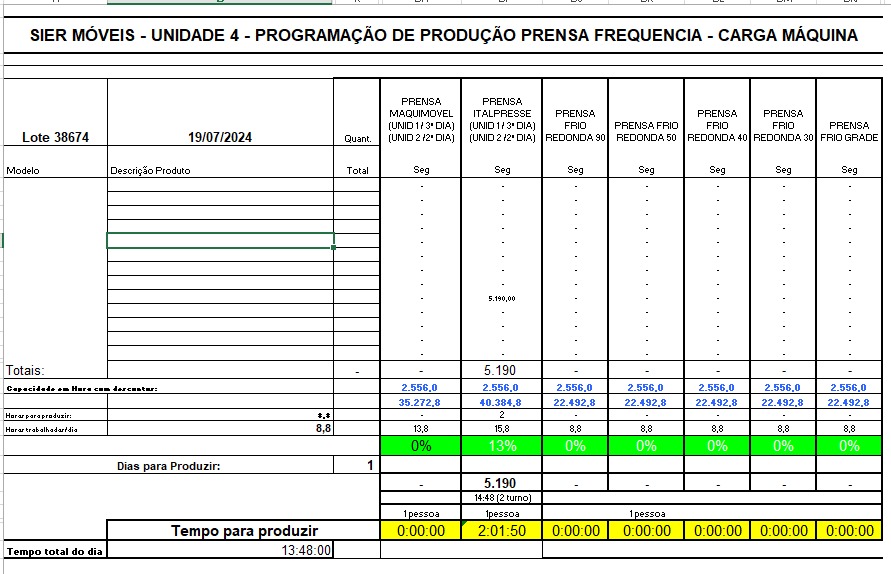 SIER MÓVEIS - UNIDADE 4 - PROGRAMAÇÃO DE PRODUÇÃO PRENSA FREQUENCIA - CARGA MÁQUINA
Lote 38674 19/07/2024 Quant. PRENSA MAQUIMOVEL (UNID 1 / 3ª DIA) (UNID 2 /2ª DIA) PRENSA ITALPRESSE (UNID 1 / 3ª DIA) (UNID 2 /2ª DIA) PRENSA FRIO REDONDA 90 PRENSA FRIO REDONDA 50 PRENSA FRIO REDONDA 40 PRENSA FRIO REDONDA 30 PRENSA FRIO GRADE
Modelo Descrição Produto Total Seg Seg Seg Seg Seg Seg Seg
- - - - - - -
- - - - - - -
- - - - - - -
- - - - - - -
- - - - - - -
- - - - - - -
- - - - - - -
- - - - - - -
- 5.190,00 - - - - -
- - - - - - -
- - - - - - -
- - - - - - -
- - - - - - -
Totais: - - 5.190 - - - - -
Capacidade em Hora com descontar: 2.556,0 2.556,0 2.556,0 2.556,0 2.556,0 2.556,0 2.556,0
35.272,8 40.384,8 22.492,8 22.492,8 22.492,8 22.492,8 22.492,8
Horas para produzir: 8,8 - 2 - - - - -
Horas trabalhadas/dia 8,8 13,8 15,8 8,8 8,8 8,8 8,8 8,8
0% 13% 0% 0% 0% 0% 0%
Dias para Produzir: 1
- 5.190 - - - - -
14:48 (2 turno)
1pessoa 1pessoa 1pessoa
Tempo para produzir 0:00:00 2:01:50 0:00:00 0:00:00 0:00:00 0:00:00 0:00:00
Tempo total do dia 13:48:00